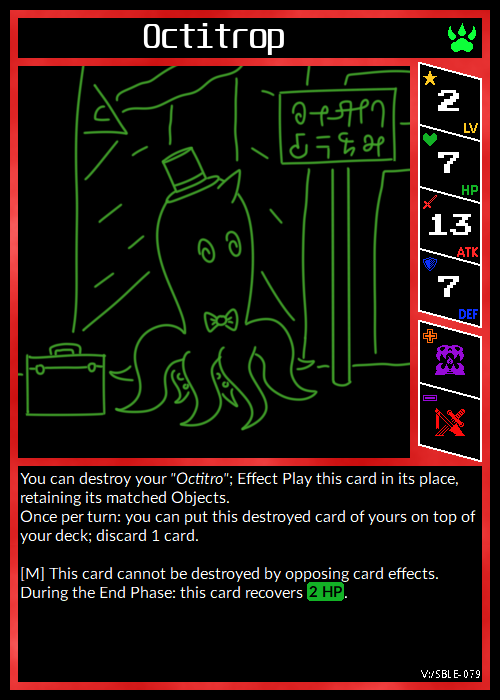 Octitrop
2
LV
7
HP
13
ATK
7
DEF
You can destroy your "Octitro"; Effect Play this card in its place,
retaining its matched Objects.
Once per turn: you can put this destroyed card of yours on top of
your deck; discard 1 card.
[M] This card cannot be destroyed by opposing card effects.
During the End Phase: this card recovers 2 HP.
V:/SBLE-079